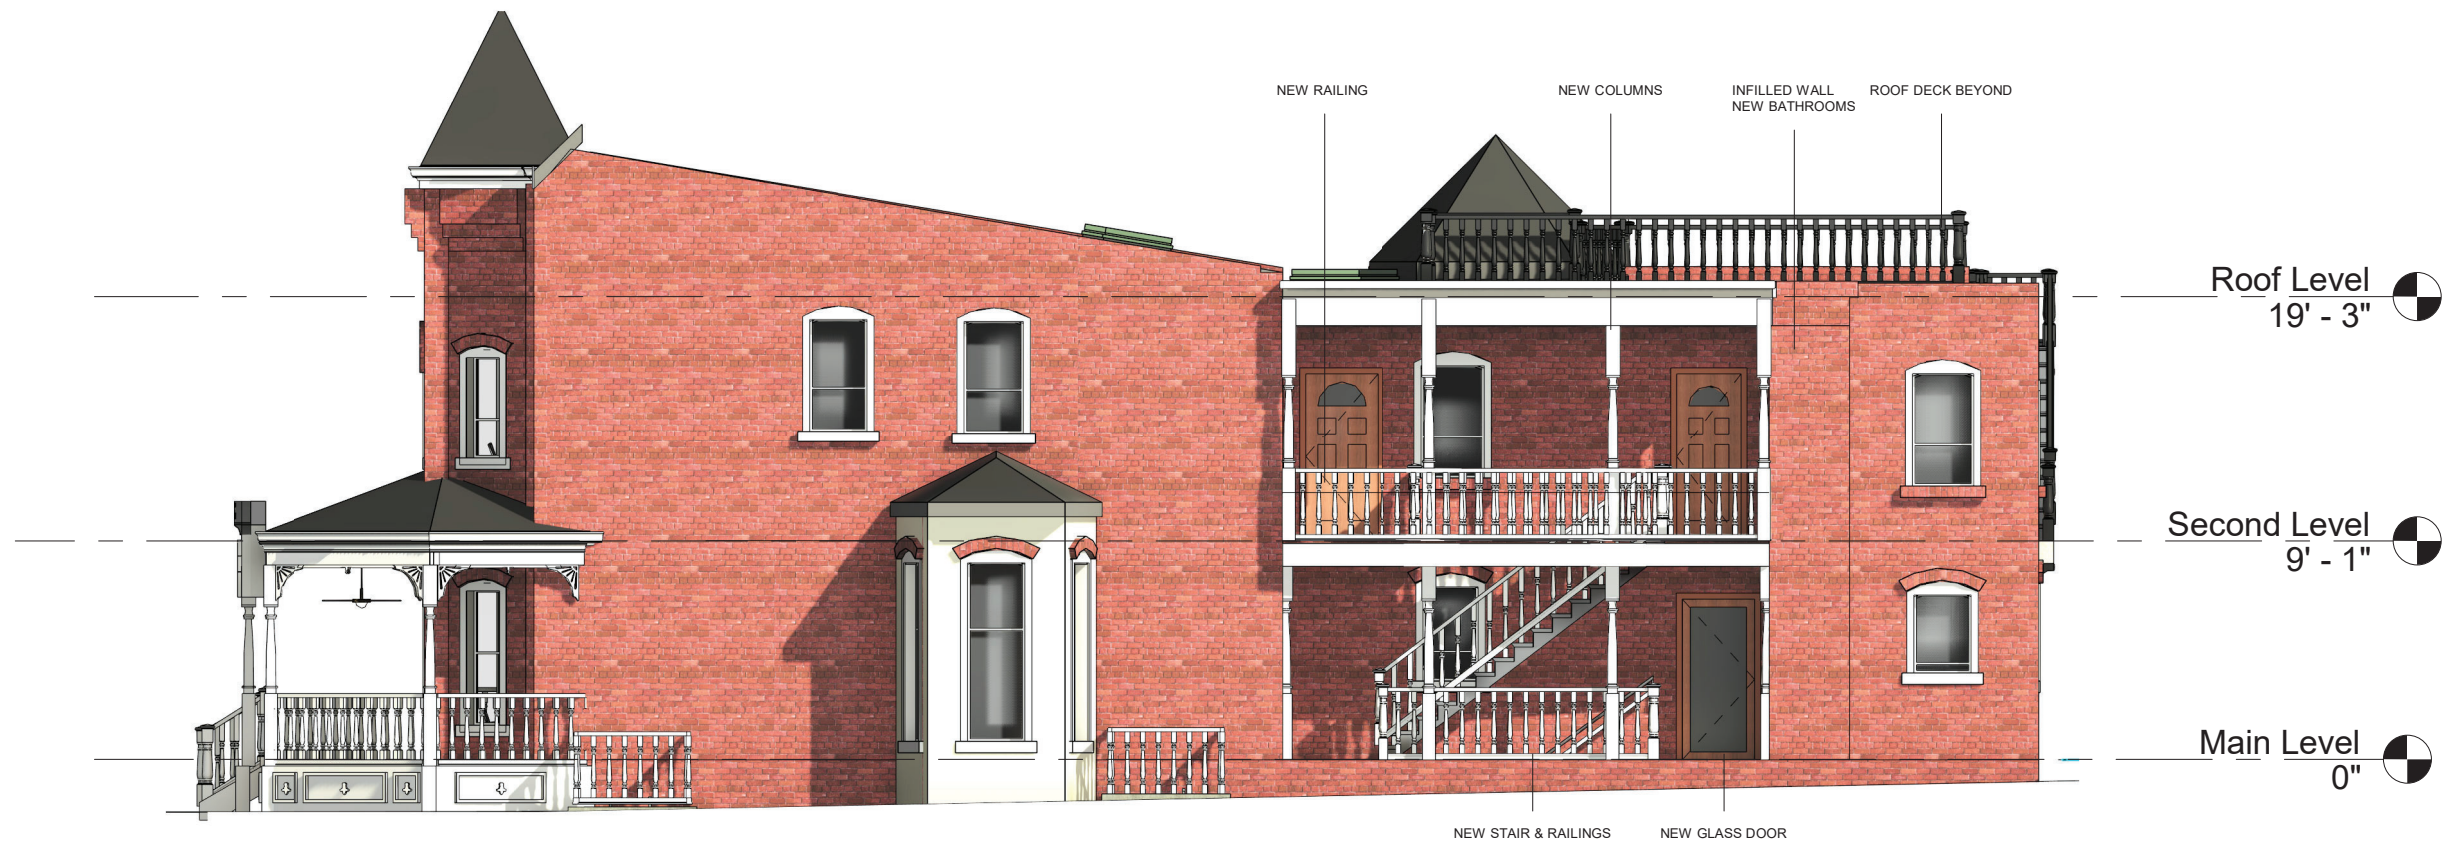 NEW RAILING
NEW COLUMNS
INFILLED WALL
NEW BATHROOMS
ROOF DECK BEYOND
Roof Level
19' - 3"
Second Level
9' - 1"
Main Level
0"
NEW STAIR & RAILINGS
NEW GLASS DOOR